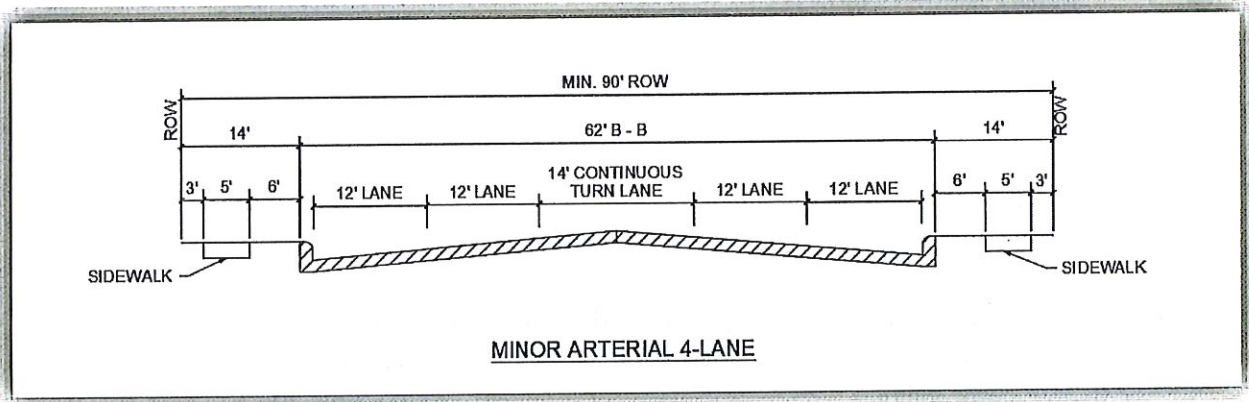 MIN. 90' ROW
ROW
ROW
14'
62' B - B
14'
3'
5'
6'
12' LANE
12' LANE
14' CONTINUOUS
TURN LANE
12' LANE
12' LANE
6'
5'
3'
SIDEWALK
SIDEWALK
MINOR ARTERIAL 4-LANE